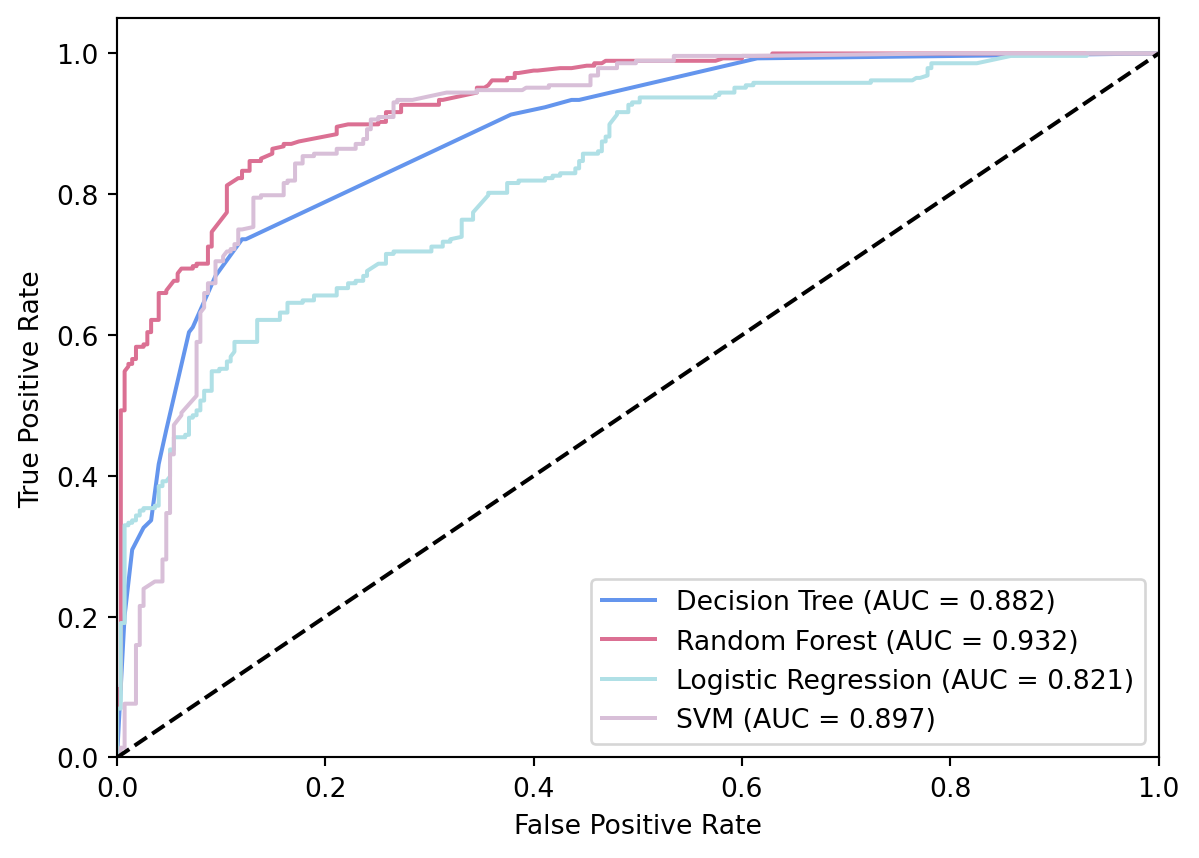 1.0
0.8
0.6
0.4
0.2
0.0
True Positive Rate
Decision Tree (AUC = 0.882)
Random Forest (AUC = 0.932)
Logistic Regression (AUC = 0.821)
SVM (AUC = 0.897)
0.0 0.2 0.4 0.6 0.8 1.0
False Positive Rate